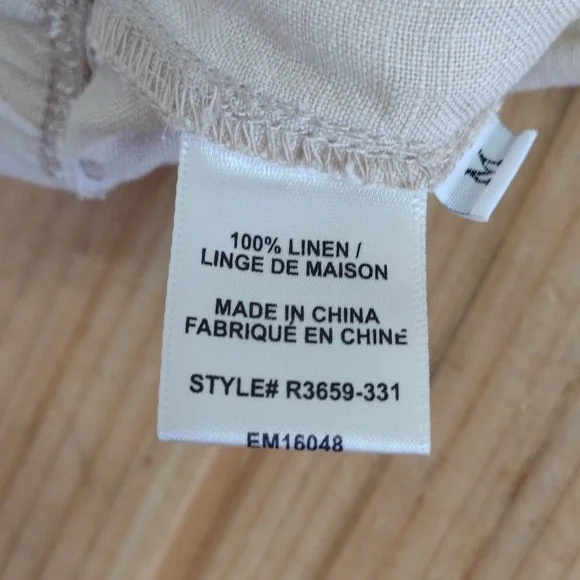 M
100% LINEN /
LINGE DE MAISON
MADE IN CHINA
FABRIQUÉ EN CHINE
STYLE# R3659-331
EM16048